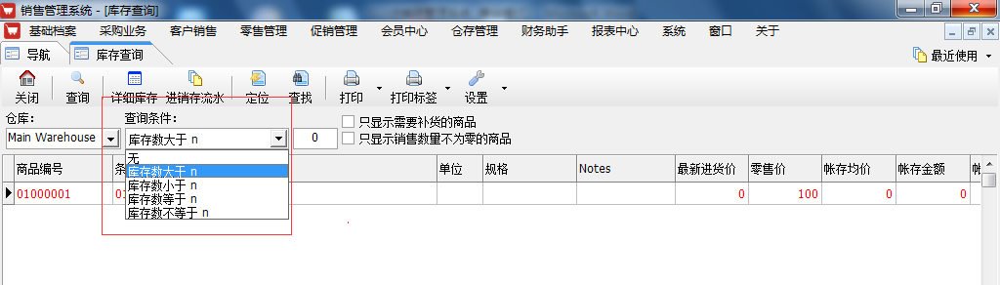 销售管理系统 - [库存查询]
基础档案 采购业务 客户销售 零售管理 促销管理 会员中心 仓存管理 财务助手 报表中心 系统 窗口 关于
导航 库存查询 最近使用
关闭 查询 详细库存 进销存流水 定位 查找 打印 打印标签 设置
仓库: 查询条件:
Main Warehouse 库存数大于 n 0
只显示需要补货的商品
只显示销售数量不为零的商品
无
库存数大于 n
库存数小于 n
库存数等于 n
库存数不等于 n
商品编号 单位 规格 Notes 最新进货价 零售价 帐存均价 帐存金额
01000001 0 100 0 0